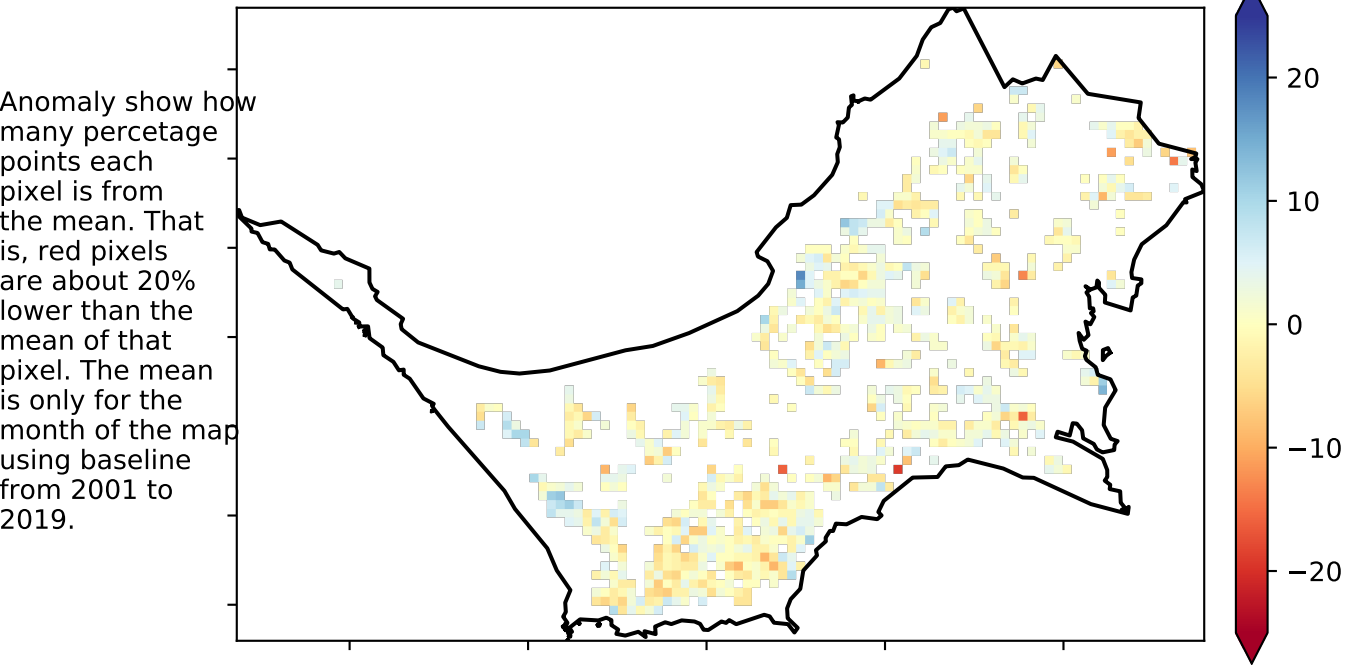 Anomaly show how
many percetage
points each
pixel is from
the mean. That
is, red pixels
are about 20%
lower than the
mean of that
pixel. The mean
is only for the
month of the map
using baseline
from 2001 to
2019.
20
10
0
−10
−20